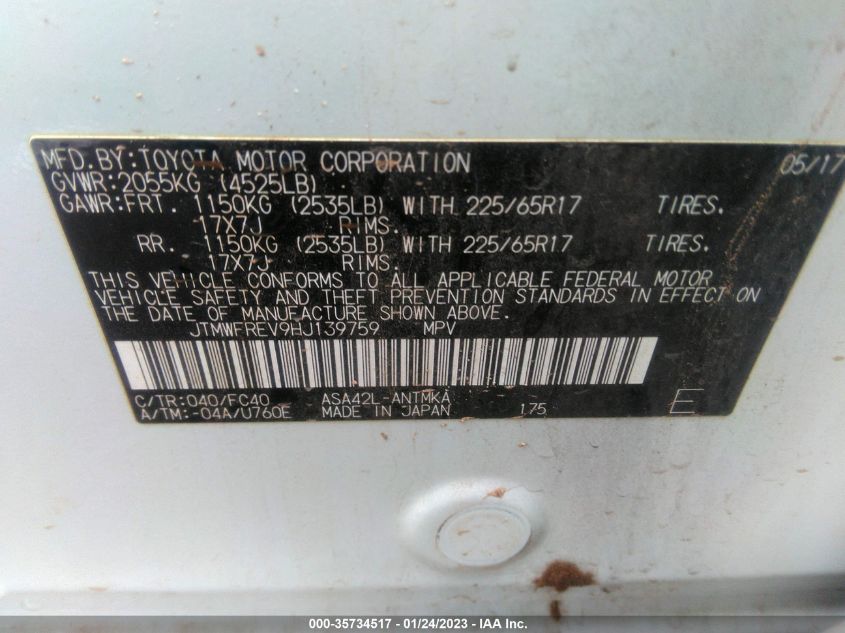 MFD.BY:TOYOTA MOTOR CORPORATION 05/17
GVWR:2055KG (4525LB)
GAWR:FRT. 1150KG (2535LB) WITH 225/65R17 TIRES.
17X7J RIMS.
RR. 1150KG (2535LB) WITH 225/65R17 TIRES.
17X7J RIMS.
THIS VEHICLE CONFORMS TO ALL APPLICABLE FEDERAL MOTOR
VEHICLE SAFETY AND THEFT PREVENTION STANDARDS IN EFFECT ON
THE DATE OF MANUFACTURE SHOWN ABOVE.
JTMWFREV9HJ139759 MPV
C/TR:040/FC40 ASA42L-ANTMKA
A/TM:-04A/U760E MADE IN JAPAN 175 E
000-35734517 - 01/24/2023 - IAA Inc.